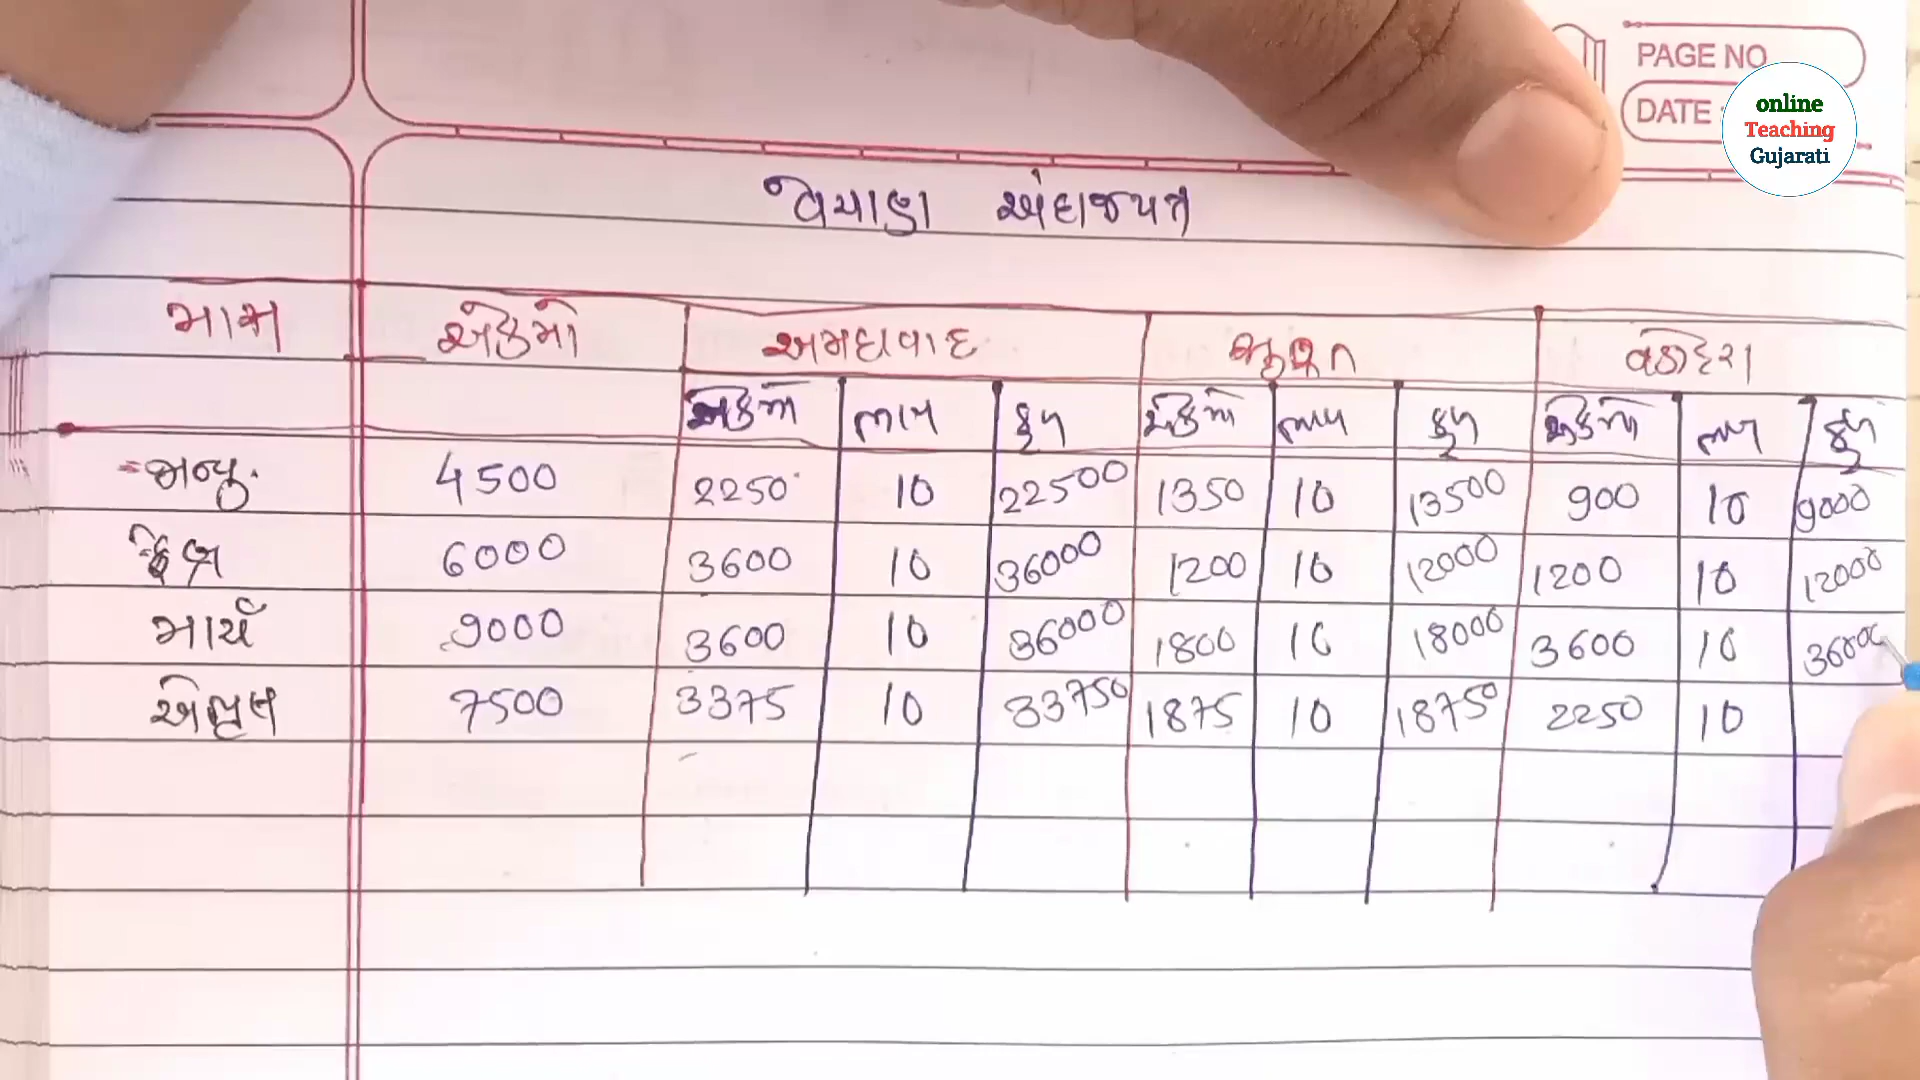 PAGE NO
DATE :
online
Teaching
Gujarati
વેચાણ અંદાજપત્ર
માસ એકમો અમદાવાદ સુરત વડોદરા
એકમો ભાવ કુલ એકમો ભાવ કુલ એકમો ભાવ કુલ
જાન્યુ. 4500 2250 10 22500 1350 10 13500 900 10 9000
ફેબ્રુ 6000 3600 10 36000 1200 10 12000 1200 10 12000
માર્ચ 9000 3600 10 36000 1800 10 18000 3600 10 36000
એપ્રિલ 7500 3375 10 33750 1875 10 18750 2250 10